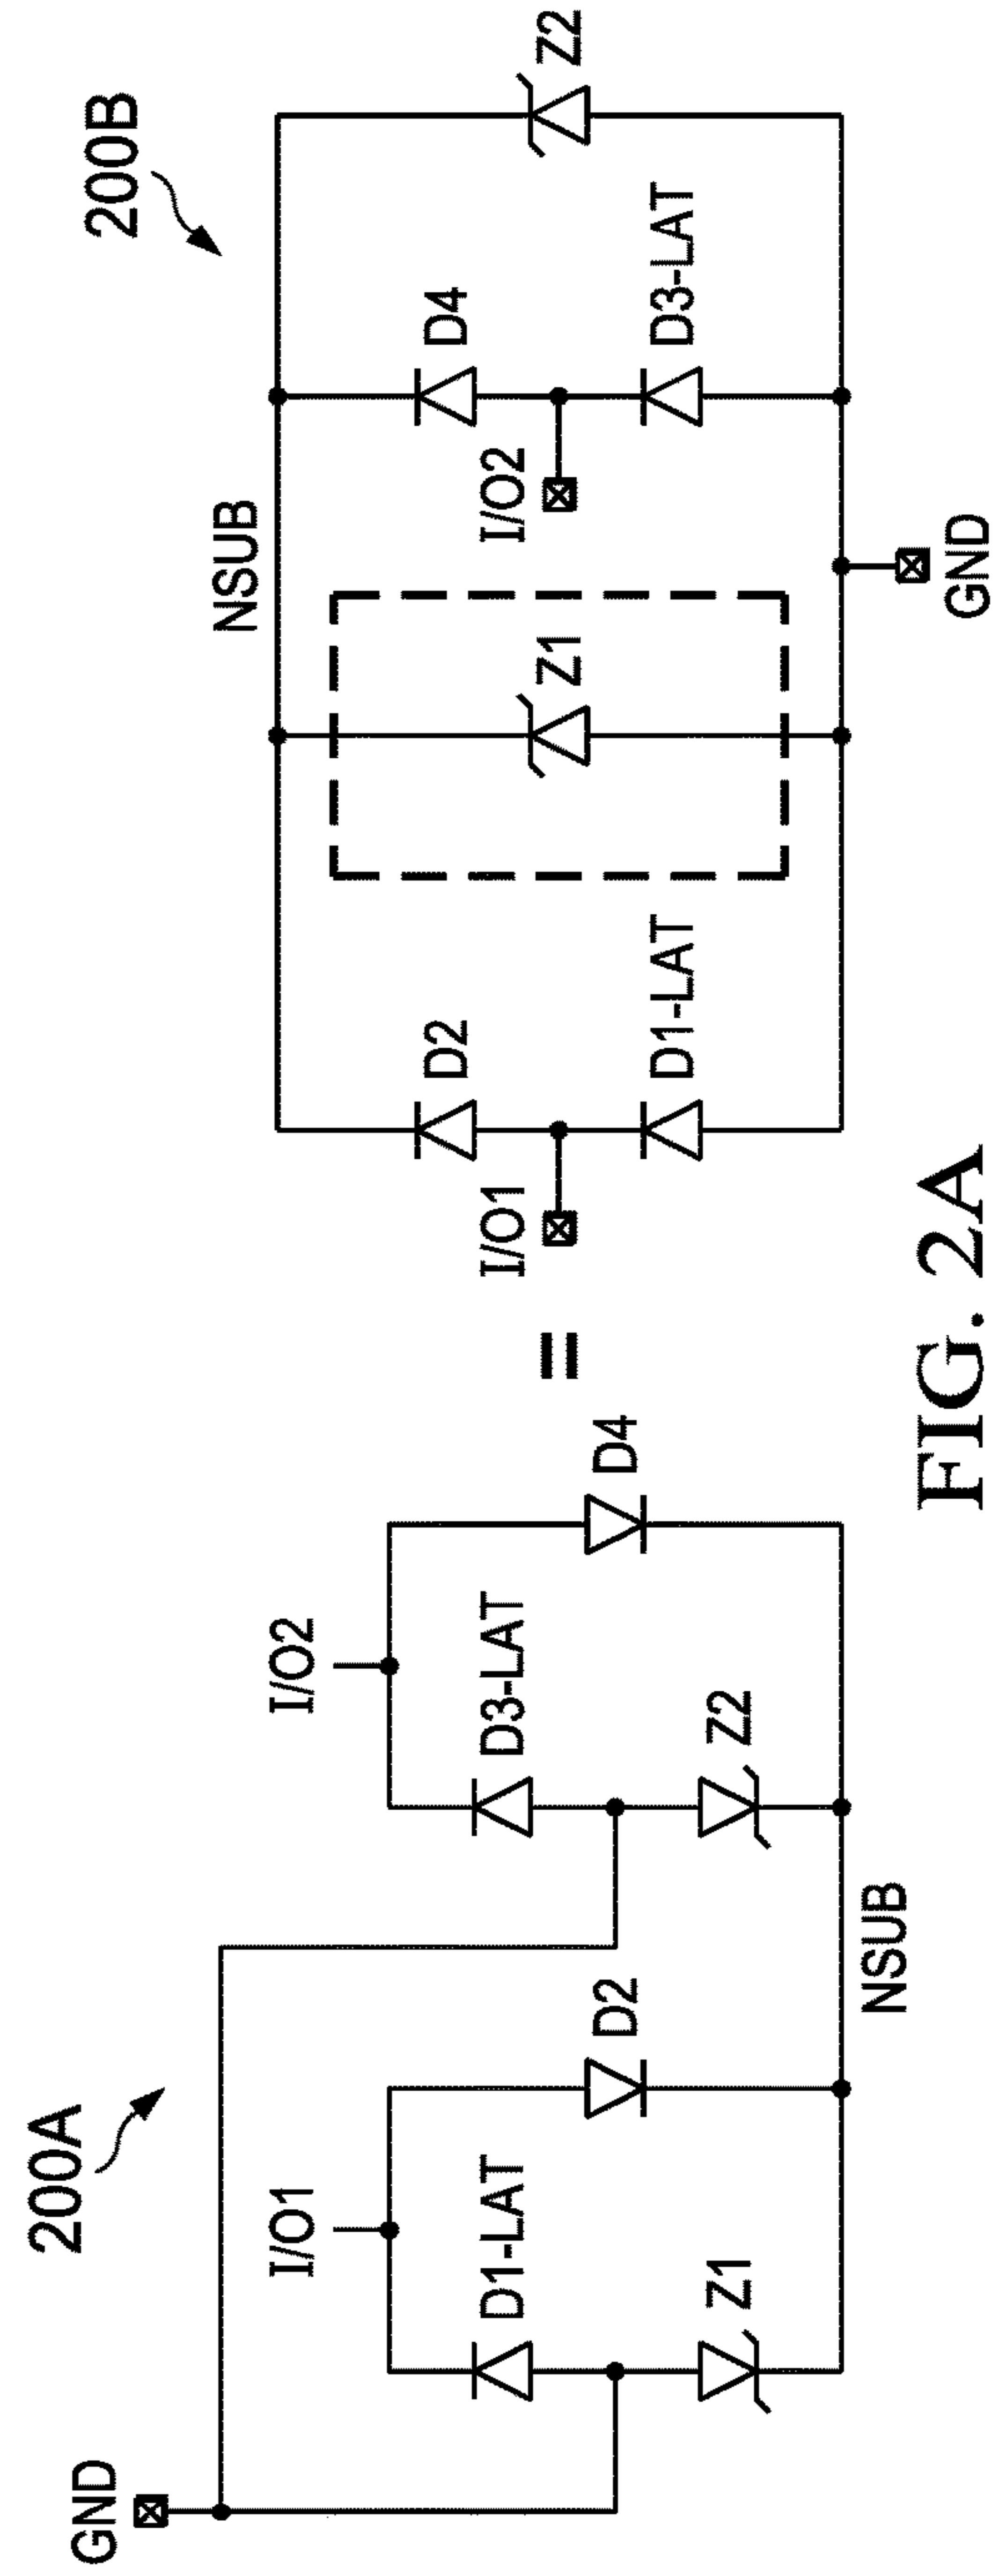 200A
GND
I/O1
D1-LAT
D2
Z1
I/O2
D3-LAT
D4
Z2
NSUB
=
200B
NSUB
I/O1
D2
D1-LAT
Z1
I/O2
D4
D3-LAT
Z2
GND
FIG. 2A